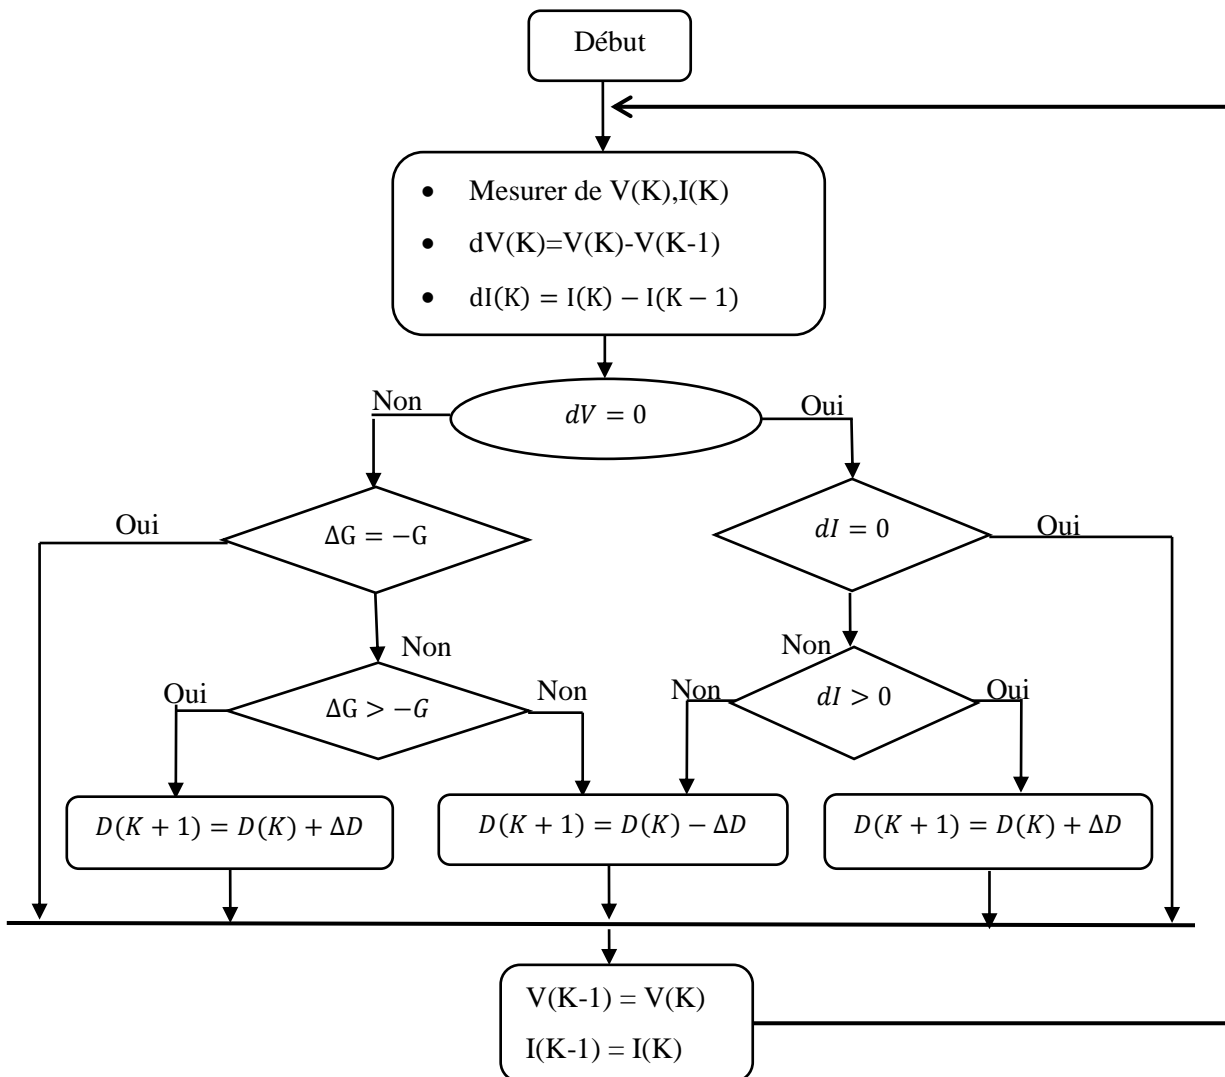 Début
• Mesurer de V(K),I(K)
• dV(K)=V(K)-V(K-1)
• dI(K) = I(K) − I(K − 1)
Non
dV = 0
Oui
Oui
ΔG = −G
dI = 0
Oui
Non
Non
Oui
ΔG > −G
Non
Non
dI > 0
Oui
D(K + 1) = D(K) + ΔD
D(K + 1) = D(K) − ΔD
D(K + 1) = D(K) + ΔD
V(K-1) = V(K)
I(K-1) = I(K)